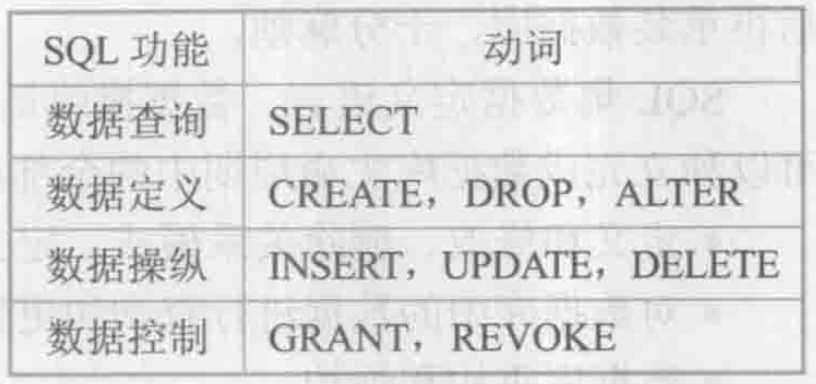 SQL 功能 动词
数据查询 SELECT
数据定义 CREATE，DROP，ALTER
数据操纵 INSERT，UPDATE，DELETE
数据控制 GRANT，REVOKE